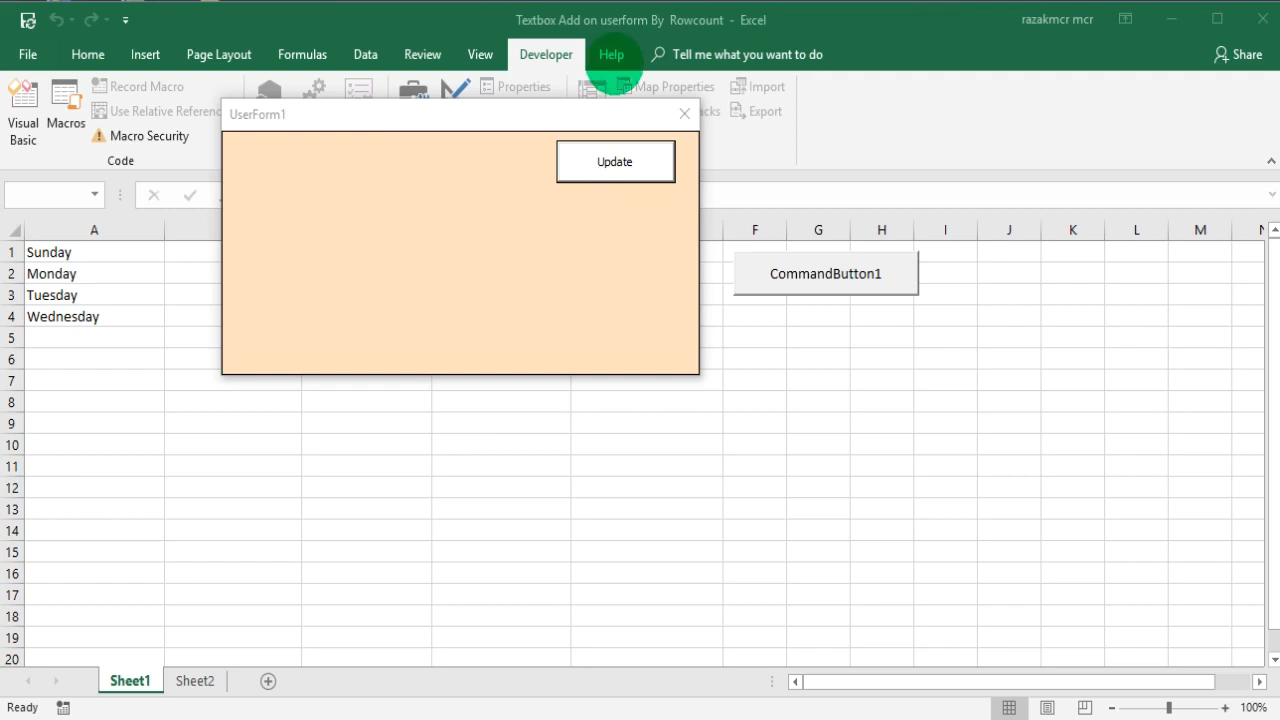 Textbox Add on userform By Rowcount - Excel
razakmcr mcr
File Home Insert Page Layout Formulas Data Review View Developer Help Tell me what you want to do Share
Visual Basic
Macros
Record Macro
Use Relative
Macro Security
Code
Properties
Map Properties
Import
Export
UserForm1
Update
A F G H I J K L M N
1 Sunday
2 Monday
3 Tuesday
4 Wednesday
CommandButton1
5
6
7
8
9
10
11
12
13
14
15
16
17
18
19
20
Sheet1 Sheet2
Ready
100%